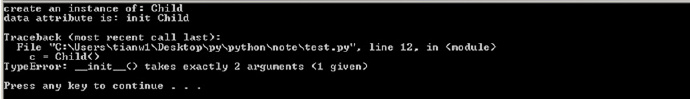 create an instance of: Child
data attribute is: init Child
Traceback (most recent call last):
File "C:\Users\tianw1\Desktop\py\python\note\test.py", line 12, in <module>
c = Child()
TypeError: __init__() takes exactly 2 arguments (1 given)
Press any key to continue . . .